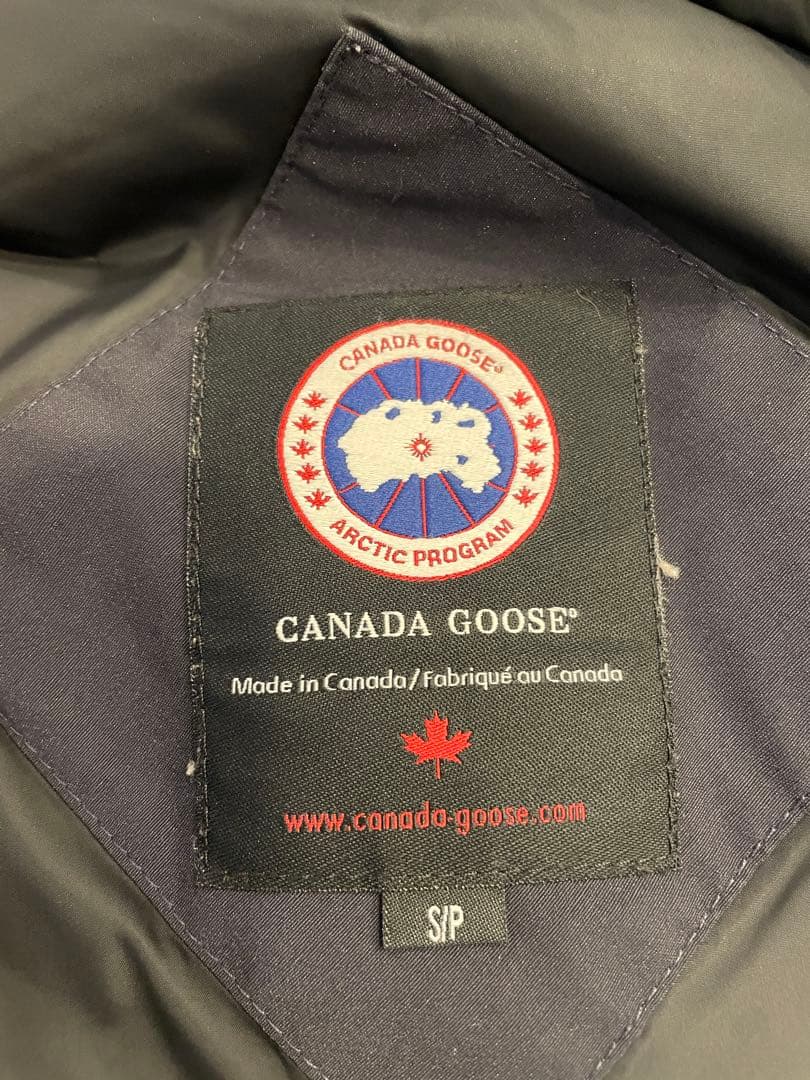 CANADA GOOSE®
ARCTIC PROGRAM
CANADA GOOSE®
Made in Canada/Fabriqué au Canada
www.canada-goose.com
S/P